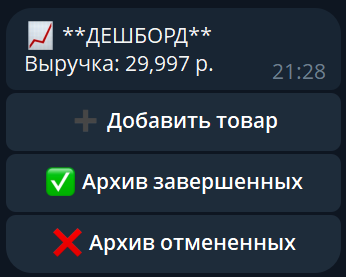 📈 **ДЕШБОРД**
Выручка: 29,997 р.
21:28
➕ Добавить товар
✅ Архив завершенных
❌ Архив отмененных